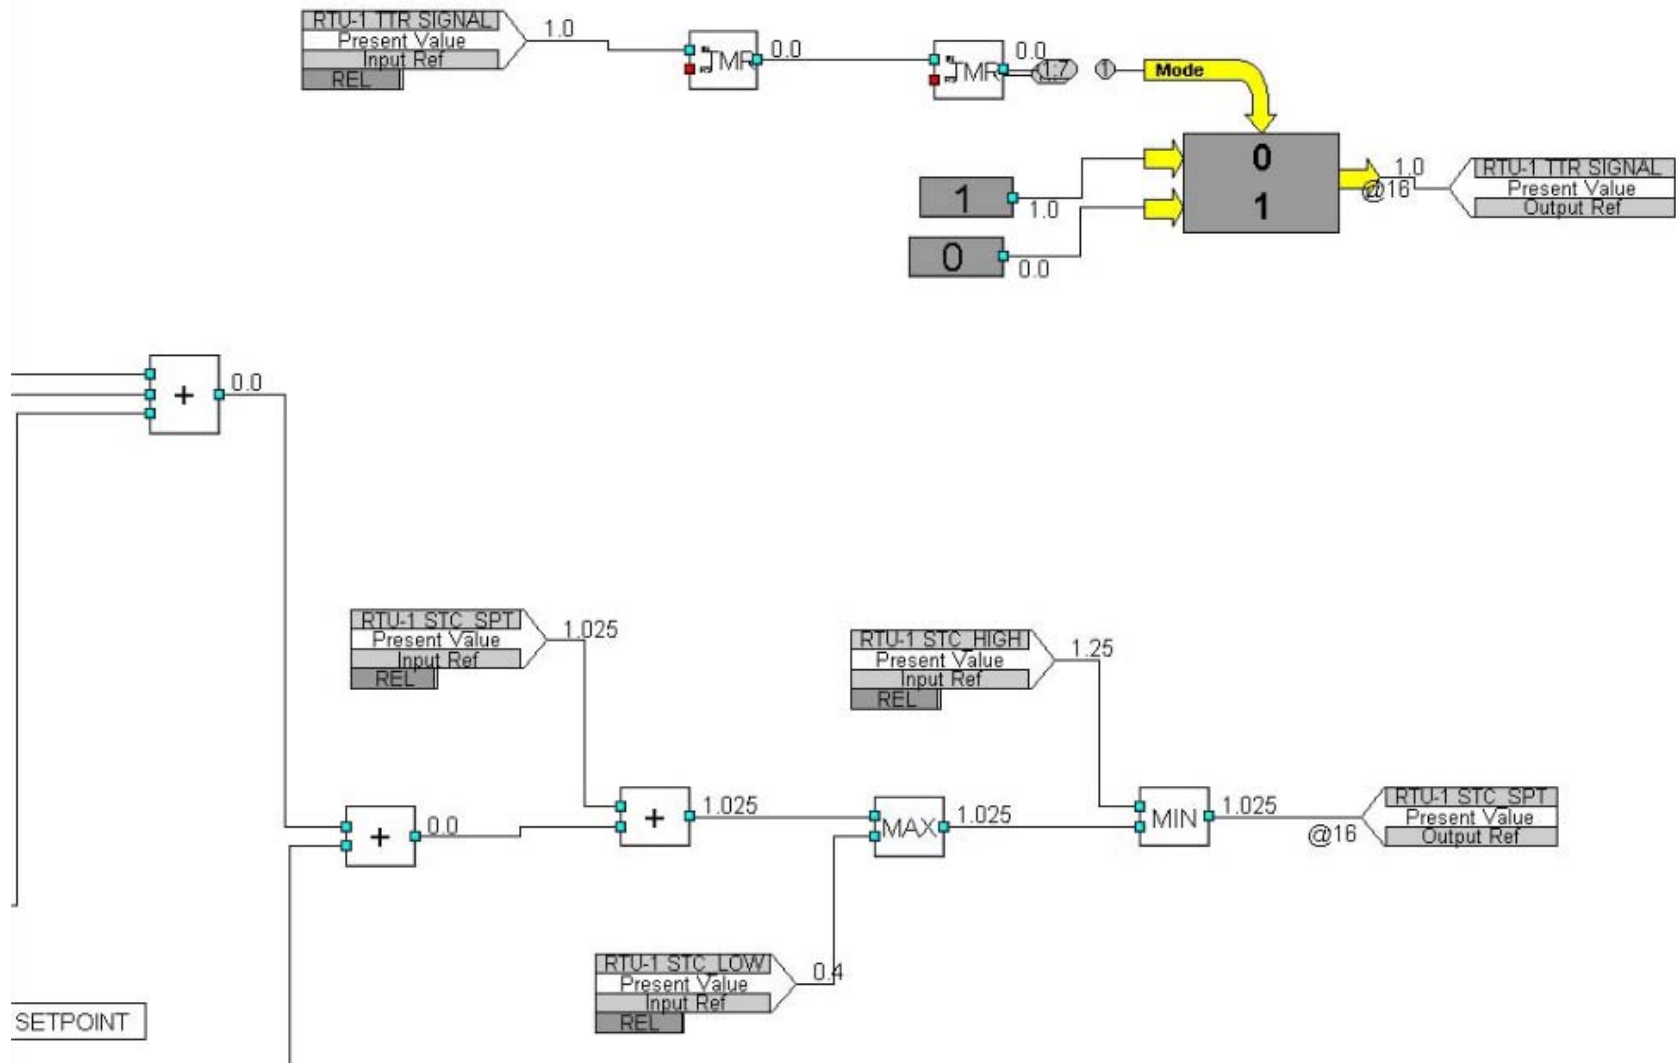 RTU-1 TTR SIGNAL
Present Value
Input Ref
REL
1.0
TMR
0.0
TMR
0.0
1:7
1
Mode
0
1
1
1.0
0
0.0
1.0
@16
RTU-1 TTR SIGNAL
Present Value
Output Ref
+
0.0
RTU-1 STC_SPT
Present Value
Input Ref
REL
1.025
RTU-1 STC_HIGH
Present Value
Input Ref
REL
1.25
+
0.0
+
1.025
MAX
1.025
MIN
1.025
@16
RTU-1 STC_SPT
Present Value
Output Ref
RTU-1 STC_LOW
Present Value
Input Ref
REL
0.4
SETPOINT